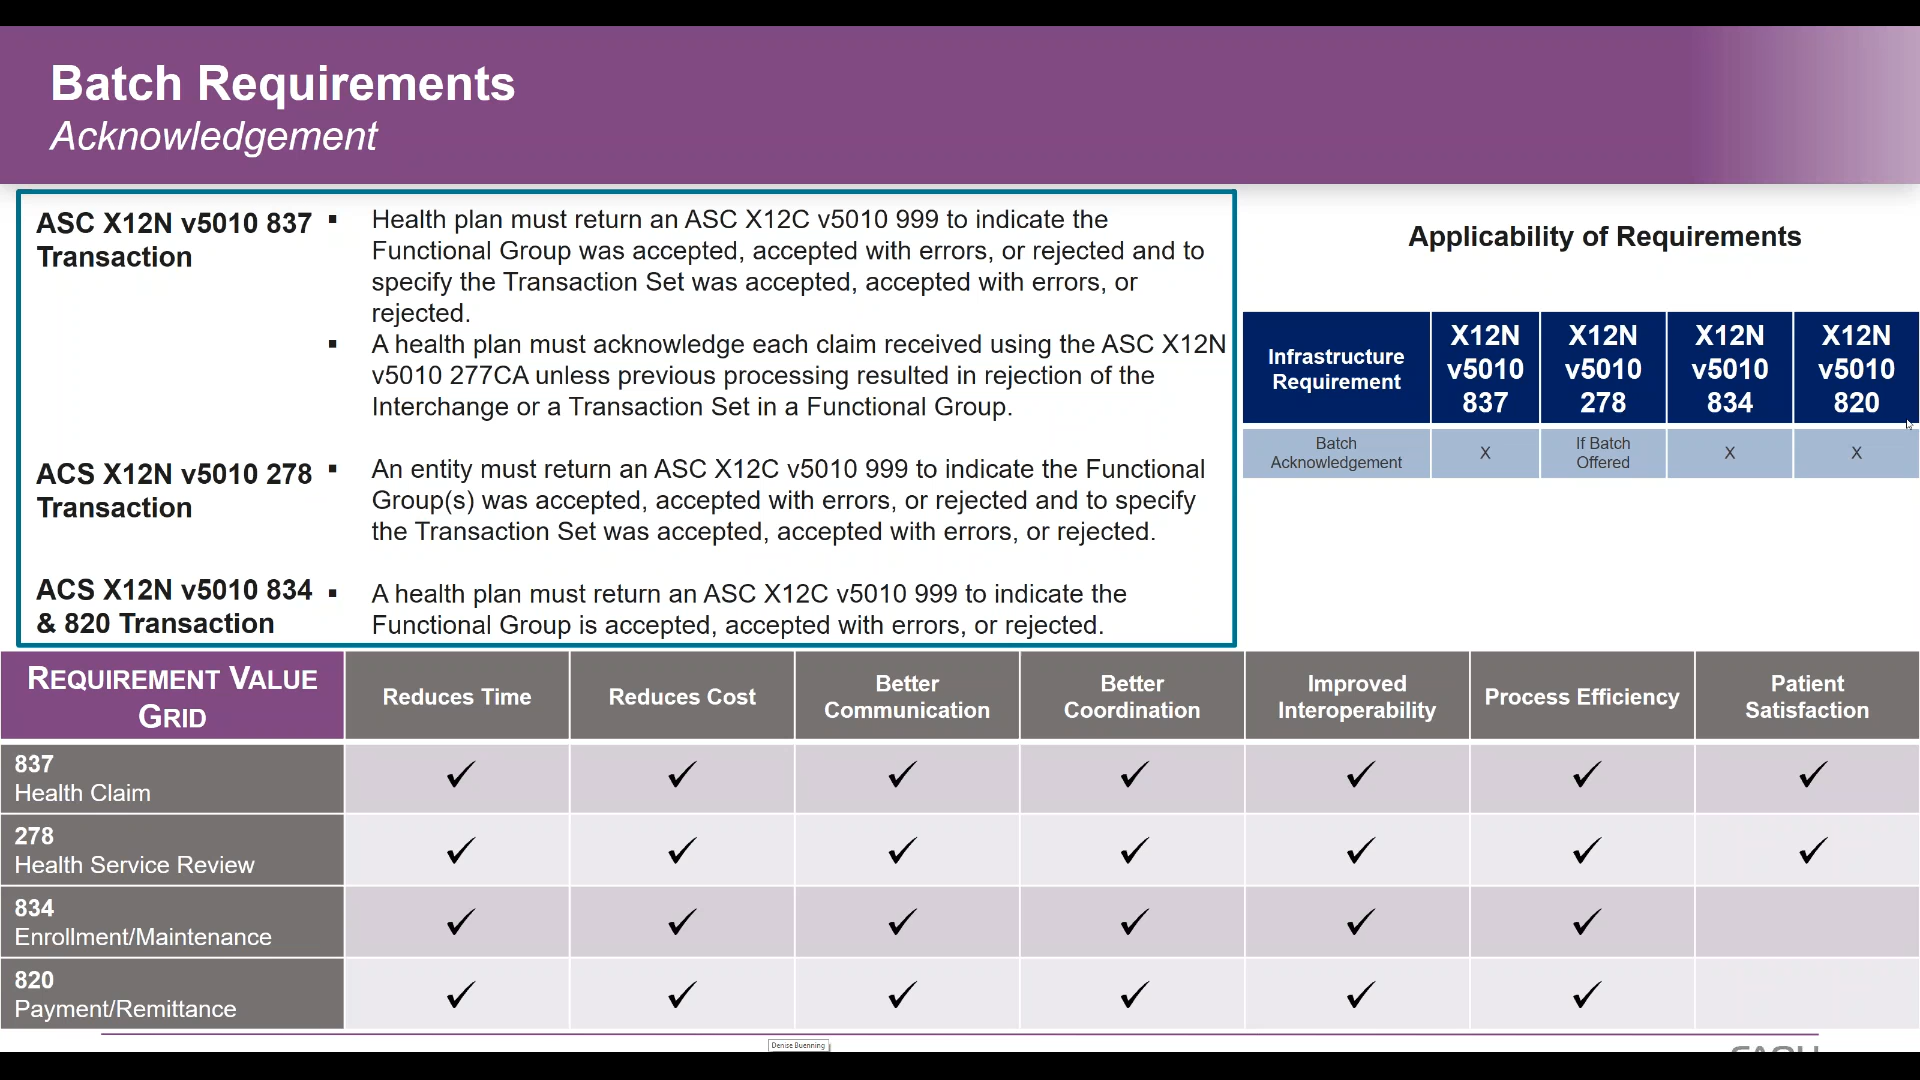 Batch Requirements
Acknowledgement
ASC X12N v5010 837
Transaction
▪ Health plan must return an ASC X12C v5010 999 to indicate the
Functional Group was accepted, accepted with errors, or rejected and to
specify the Transaction Set was accepted, accepted with errors, or
rejected.
▪ A health plan must acknowledge each claim received using the ASC X12N
v5010 277CA unless previous processing resulted in rejection of the
Interchange or a Transaction Set in a Functional Group.
ACS X12N v5010 278
Transaction
▪ An entity must return an ASC X12C v5010 999 to indicate the Functional
Group(s) was accepted, accepted with errors, or rejected and to specify
the Transaction Set was accepted, accepted with errors, or rejected.
ACS X12N v5010 834
& 820 Transaction
▪ A health plan must return an ASC X12C v5010 999 to indicate the
Functional Group is accepted, accepted with errors, or rejected.
Applicability of Requirements
Infrastructure
Requirement
X12N
v5010
837
X12N
v5010
278
X12N
v5010
834
X12N
v5010
820
Batch
Acknowledgement
X
If Batch
Offered
X
X
REQUIREMENT VALUE
GRID
Reduces Time
Reduces Cost
Better
Communication
Better
Coordination
Improved
Interoperability
Process Efficiency
Patient
Satisfaction
837
Health Claim
✓ ✓ ✓ ✓ ✓ ✓ ✓
278
Health Service Review
✓ ✓ ✓ ✓ ✓ ✓ ✓
834
Enrollment/Maintenance
✓ ✓ ✓ ✓ ✓ ✓
820
Payment/Remittance
✓ ✓ ✓ ✓ ✓ ✓
Denise Buenning